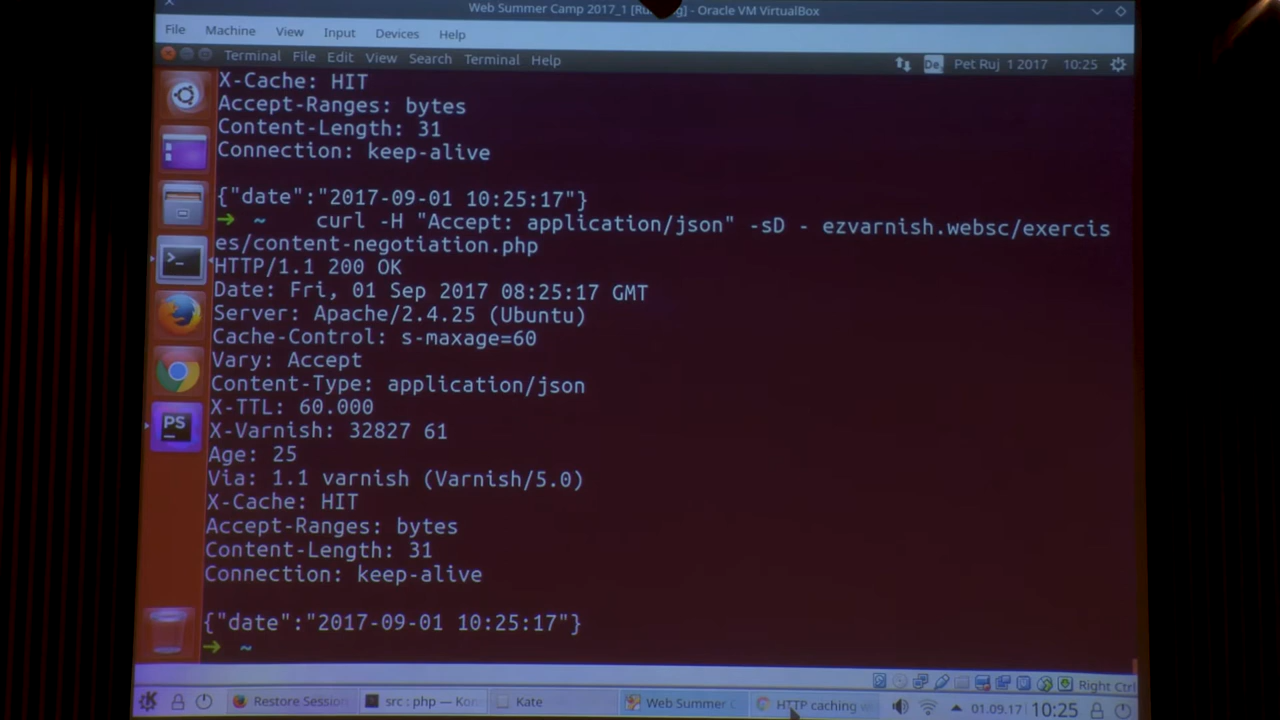 Web Summer Camp 2017_1 [Ru g] - Oracle VM VirtualBox
File Machine View Input Devices Help
Terminal File Edit View Search Terminal Help De Pet Ruj 1 2017 10:25
X-Cache: HIT
Accept-Ranges: bytes
Content-Length: 31
Connection: keep-alive
{"date":"2017-09-01 10:25:17"}
➜ ~ curl -H "Accept: application/json" -sD - ezvarnish.websc/exercis
es/content-negotiation.php
HTTP/1.1 200 OK
Date: Fri, 01 Sep 2017 08:25:17 GMT
Server: Apache/2.4.25 (Ubuntu)
Cache-Control: s-maxage=60
Vary: Accept
Content-Type: application/json
X-TTL: 60.000
X-Varnish: 32827 61
Age: 25
Via: 1.1 varnish (Varnish/5.0)
X-Cache: HIT
Accept-Ranges: bytes
Content-Length: 31
Connection: keep-alive
{"date":"2017-09-01 10:25:17"}
➜ ~
PS
Right Ctrl
Restore Sessio src : php — Kon Kate Web Summer C HTTP caching w 01.09.17 10:25